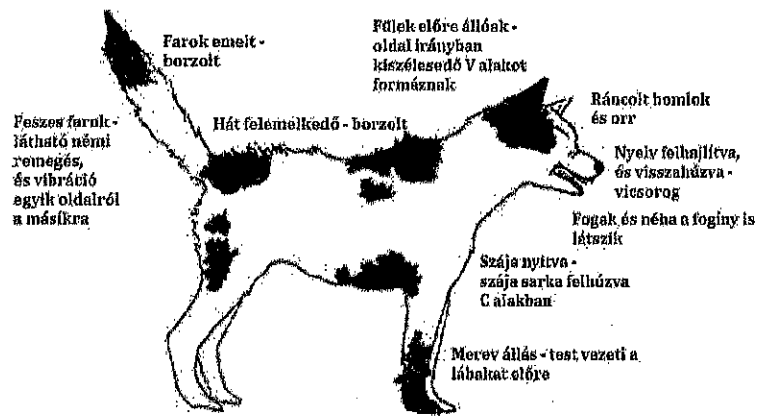 Farok emelt -
borzolt
Fülek előre állóak -
oldal irányban
kiszélesedő V alakot
formáznak
Ráncolt homlok
és orr
Feszes farok -
látható némi
remegés,
és vibráció
egyik oldalról
a másikra
Hát felemelkedő - borzolt
Nyelv felhajlítva,
és visszahúzva -
vicsorog
Fogak és néha a fogíny is
látszik
Szája nyitva -
szája sarka felhúzva
C alakban
Merev állás - test vezeti a
lábakat előre